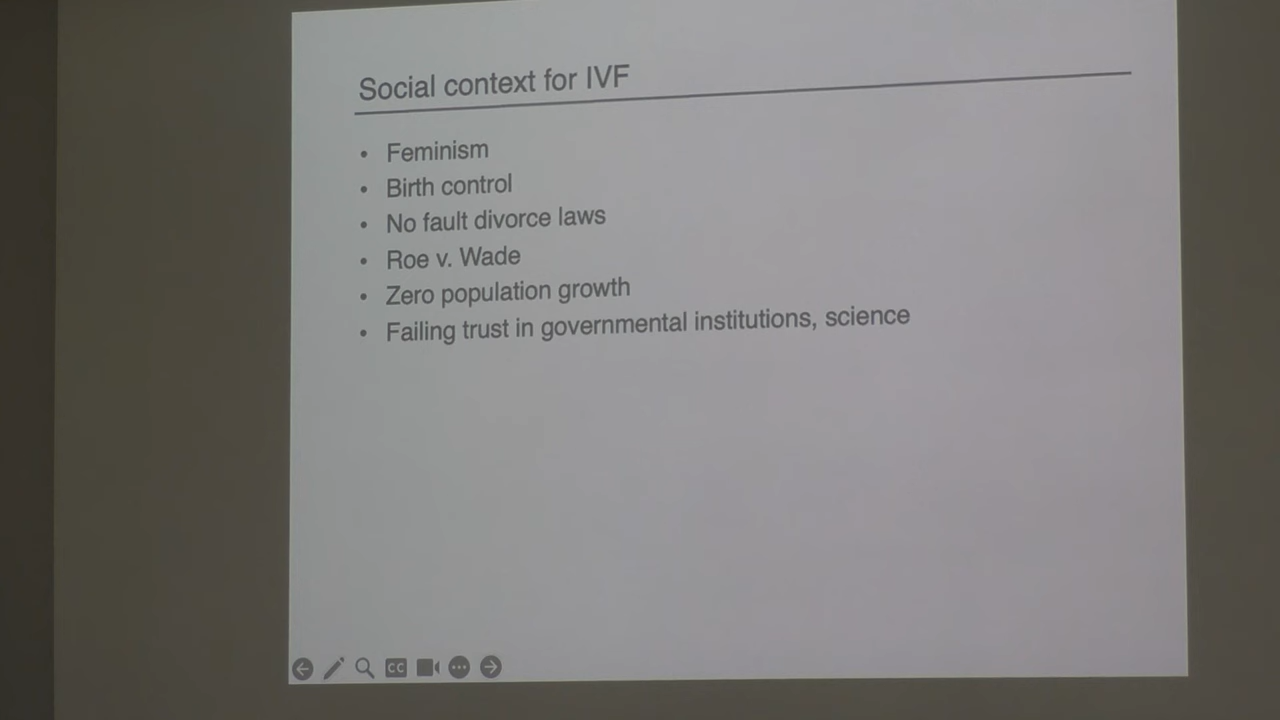 Social context for IVF
• Feminism
• Birth control
• No fault divorce laws
• Roe v. Wade
• Zero population growth
• Failing trust in governmental institutions, science
CC